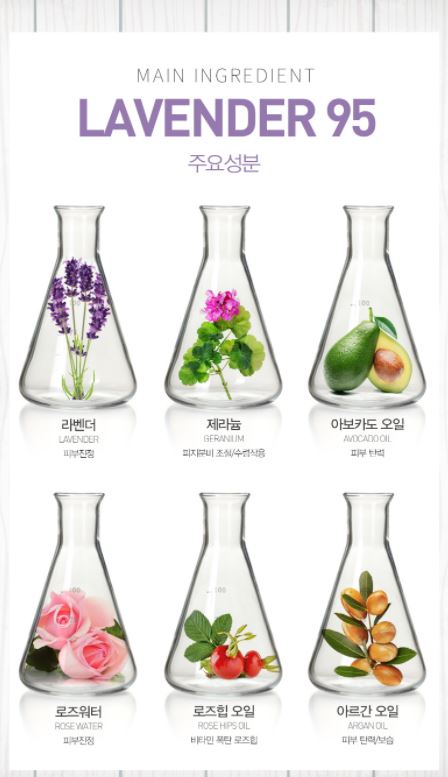 MAIN INGREDIENT
LAVENDER 95
주요성분
라벤더
LAVENDER
피부진정
제라늄
GERANIUM
피지분비 조절/수렴작용
아보카도 오일
AVOCADO OIL
피부 탄력
로즈워터
ROSE WATER
피부진정
로즈힙 오일
ROSE HIPS OIL
비타민 폭탄 로즈힙
아르간 오일
ARGAN OIL
피부 탄력/보습